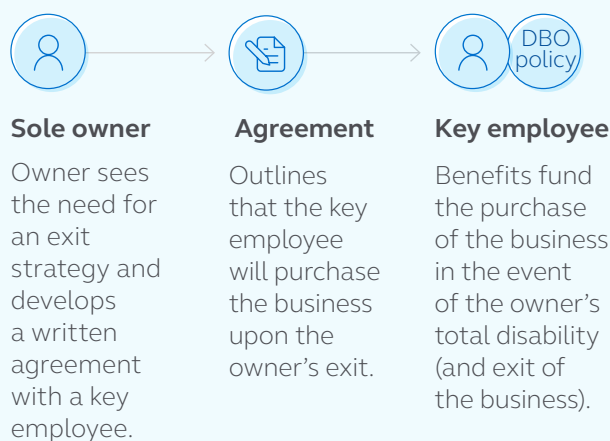 DBO
policy
Sole owner
Owner sees
the need for
an exit
strategy and
develops
a written
agreement
with a key
employee.
Agreement
Outlines
that the key
employee
will purchase
the business
upon the
owner's exit.
Key employee
Benefits fund
the purchase
of the business
in the event
of the owner's
total disability
(and exit of
the business).